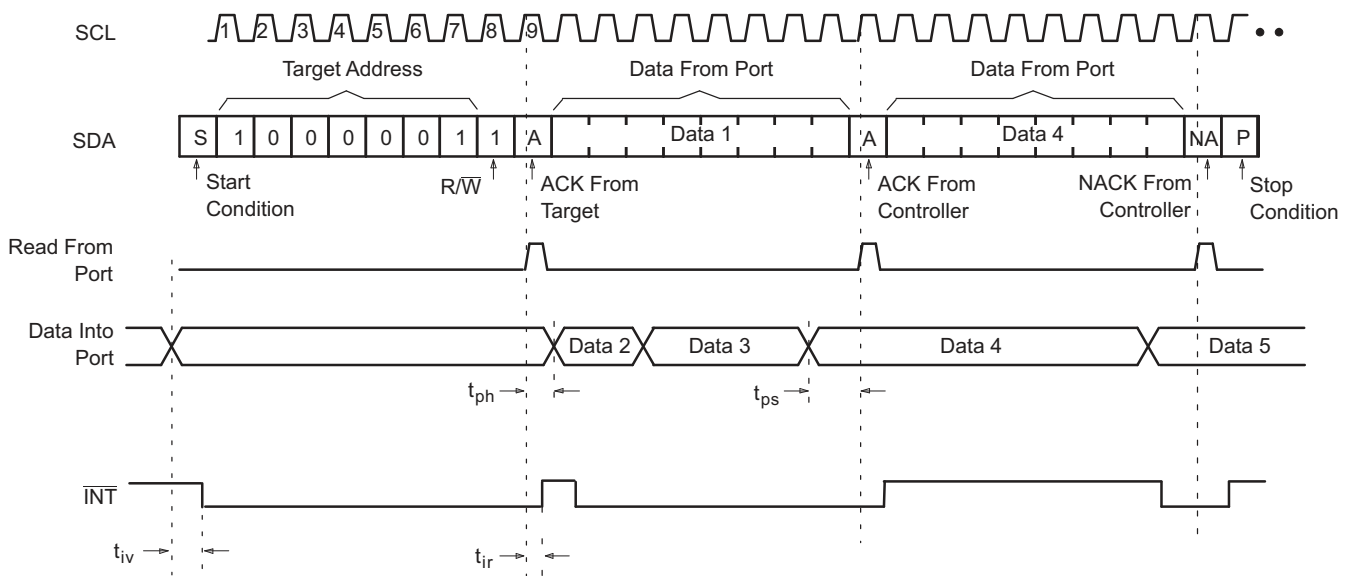 SCL
1 2 3 4 5 6 7 8 9
Target Address
Data From Port
Data From Port
SDA
S 1 0 0 0 0 0 1 1 A Data 1 A Data 4 NA P
Start
Condition
R/W
ACK From
Target
ACK From
Controller
NACK From
Controller
Stop
Condition
Read From
Port
Data Into
Port
Data 2
Data 3
Data 4
Data 5
tph
tps
INT
tiv
tir